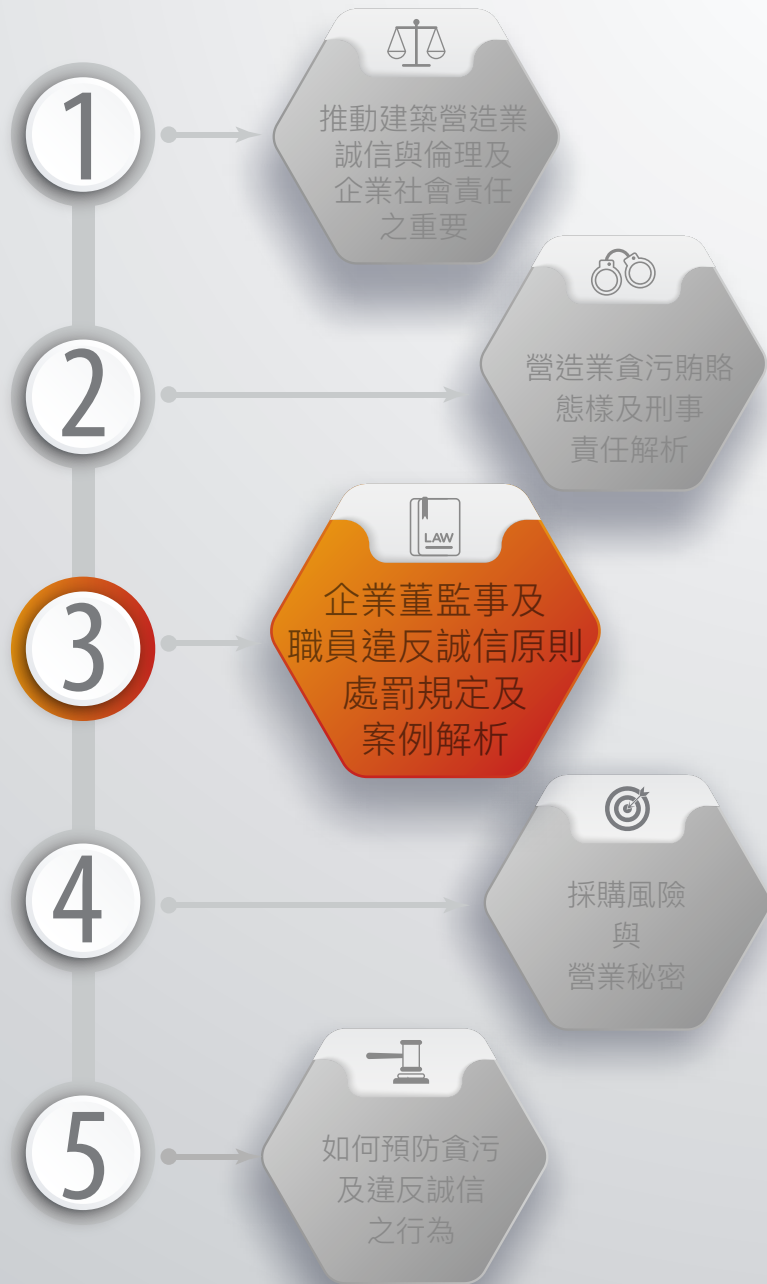 1
推動建築營造業
誠信與倫理及
企業社會責任
之重要
2
營造業貪污賄賂
態樣及刑事
責任解析
3
LAW
企業董監事及
職員違反誠信原則
處罰規定及
案例解析
4
採購風險
與
營業秘密
5
如何預防貪污
及違反誠信
之行為